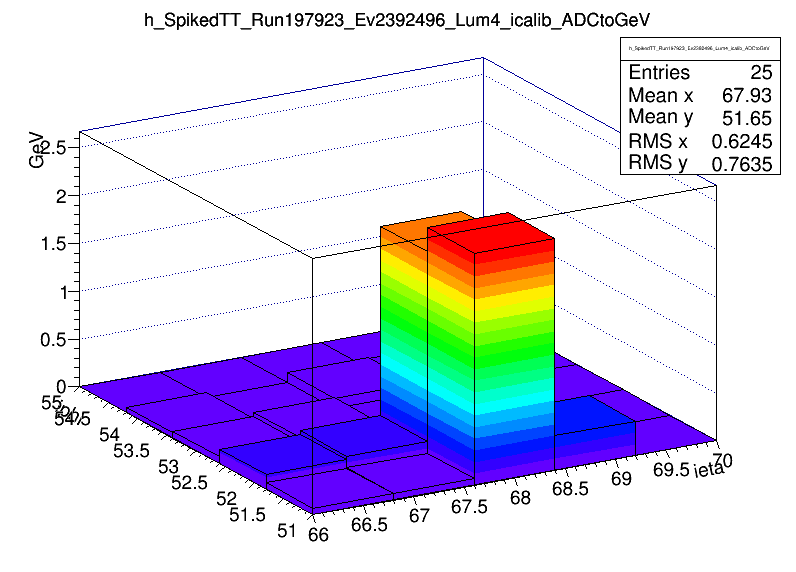 h_SpikedTT_Run197923_Ev2392496_Lum4_icalib_ADCtoGeV
h_SpikedTT_Run197923_Ev2392496_Lum4_icalib_ADCtoGeV
Entries 25
Mean x 67.93
Mean y 51.65
RMS x 0.6245
RMS y 0.7635
GeV
2.5
2
1.5
1
0.5
0
55
54.5
54
53.5
53
52.5
52
51.5
51
66
66.5
67
67.5
68
68.5
69
69.5
70
ieta